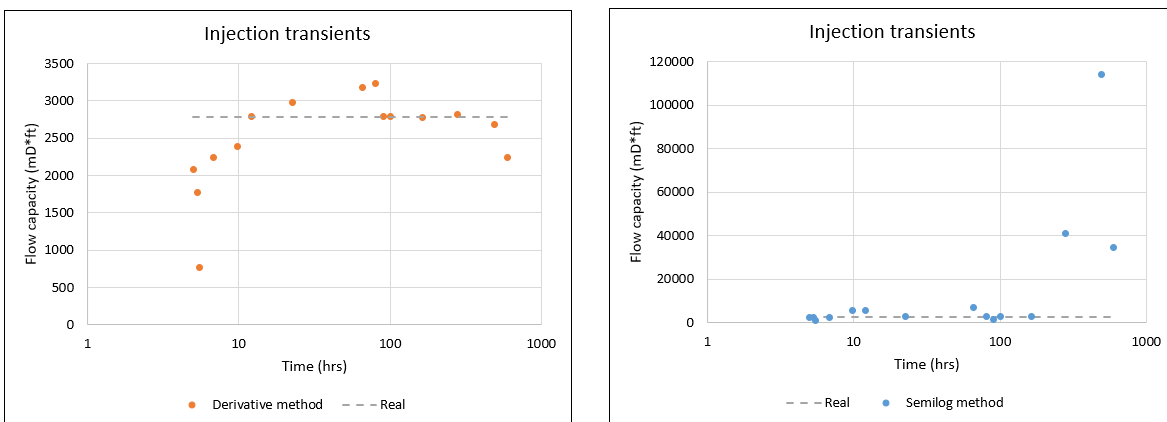 Injection transients
Flow capacity (mD*ft)
3500
3000
2500
2000
1500
1000
500
0
1 10 100 1000
Time (hrs)
Derivative method Real
Injection transients
Flow capacity (mD*ft)
120000
100000
80000
60000
40000
20000
0
1 10 100 1000
Time (hrs)
Real Semilog method